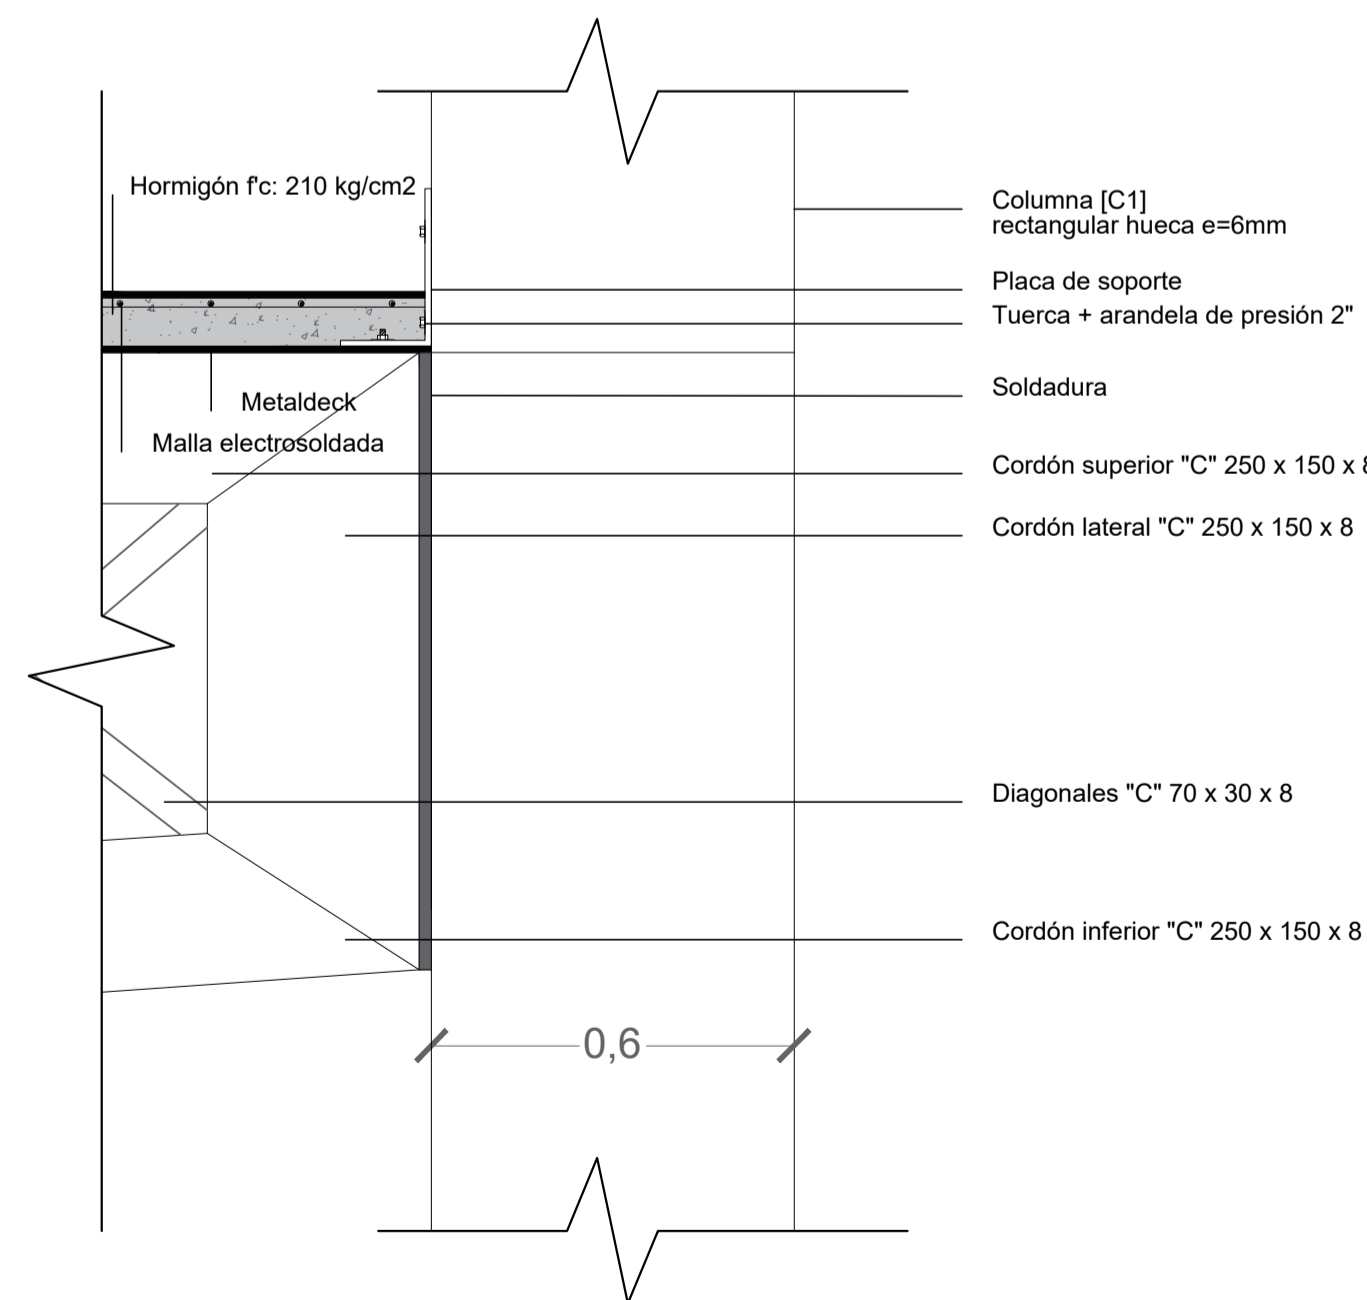 Hormigón f'c: 210 kg/cm2
Columna [C1]
rectangular hueca e=6mm
Placa de soporte
Tuerca + arandela de presión 2"
Soldadura
Metaldeck
Malla electrosoldada
Cordón superior "C" 250 x 150 x 8
Cordón lateral "C" 250 x 150 x 8
Diagonales "C" 70 x 30 x 8
Cordón inferior "C" 250 x 150 x 8
0,6